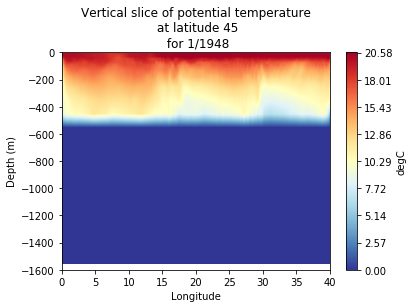 Vertical slice of potential temperature
at latitude 45
for 1/1948
0
−200
−400
−600
−800
−1000
−1200
−1400
−1600
Depth (m)
0 5 10 15 20 25 30 35 40
Longitude
20.58
18.01
15.43
12.86
10.29
7.72
5.14
2.57
0.00
degC